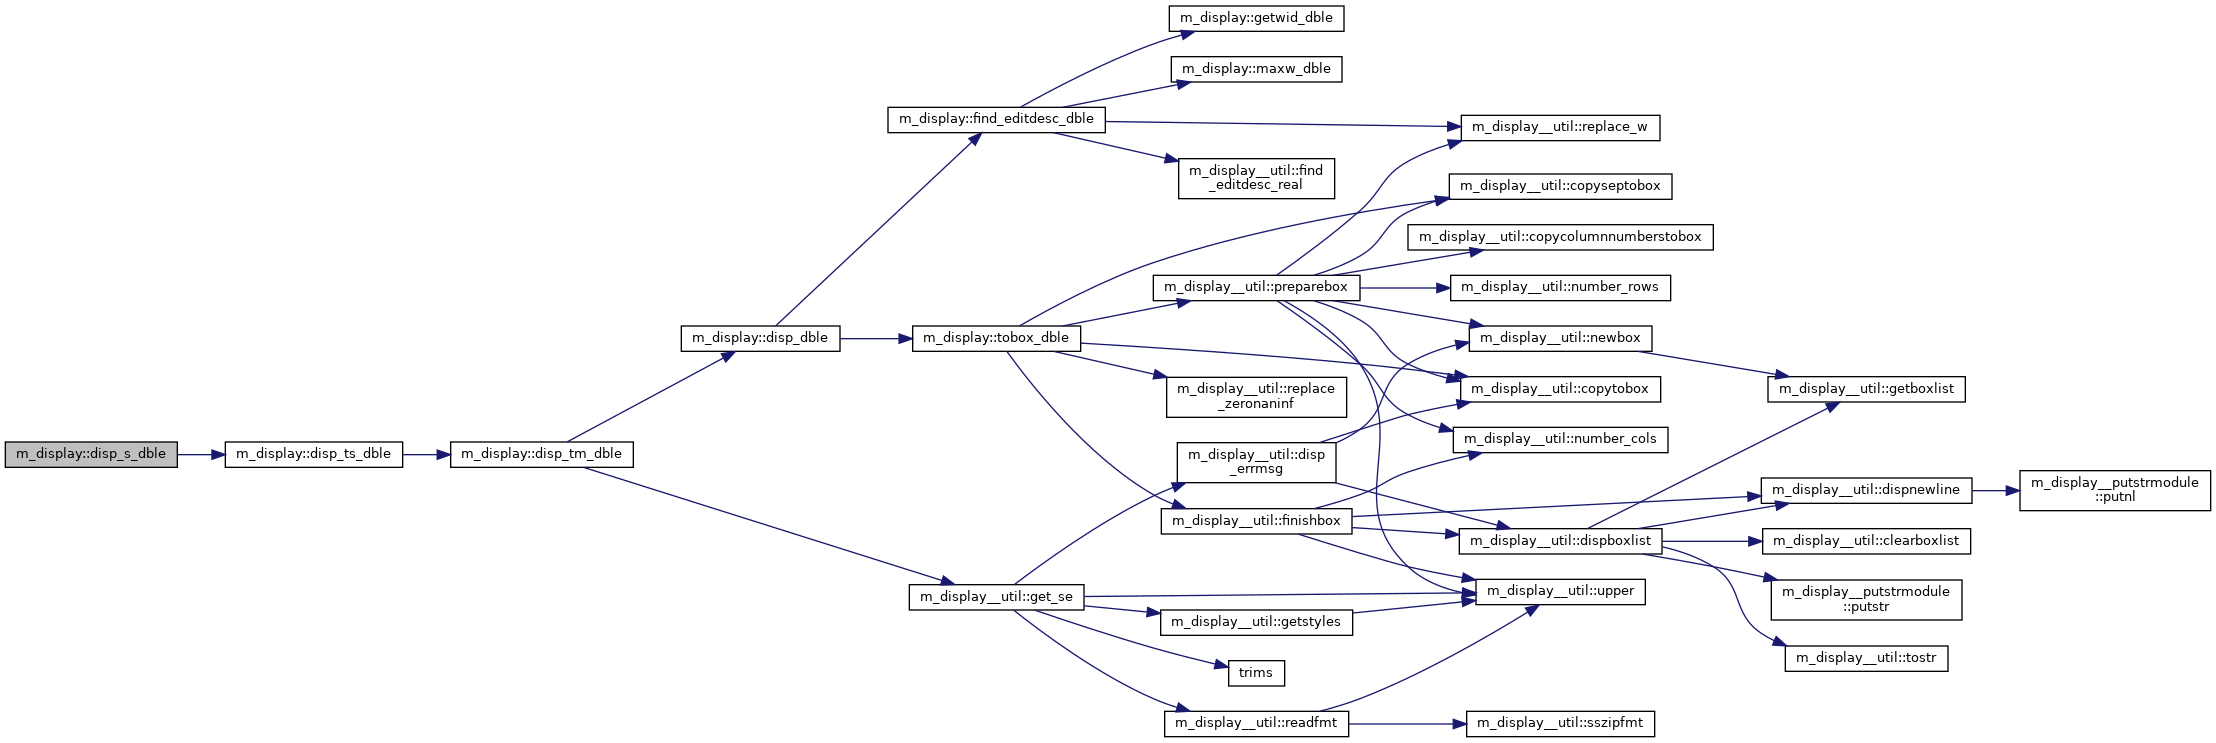 m_display::disp_s_dble
m_display::disp_ts_dble
m_display::disp_tm_dble
m_display::disp_dble
m_display::find_editdesc_dble
m_display::getwid_dble
m_display::maxw_dble
m_display__util::replace_w
m_display__util::find
_editdesc_real
m_display::tobox_dble
m_display__util::copyseptobox
m_display__util::preparebox
m_display__util::copycolumnnumberstobox
m_display__util::number_rows
m_display__util::newbox
m_display__util::getboxlist
m_display__util::copytobox
m_display__util::number_cols
m_display__util::replace
_zeronaninf
m_display__util::disp
_errmsg
m_display__util::finishbox
m_display__util::dispboxlist
m_display__util::dispnewline
m_display__putstrmodule
::putnl
m_display__util::clearboxlist
m_display__putstrmodule
::putstr
m_display__util::tostr
m_display__util::get_se
m_display__util::upper
m_display__util::getstyles
trims
m_display__util::readfmt
m_display__util::sszipfmt